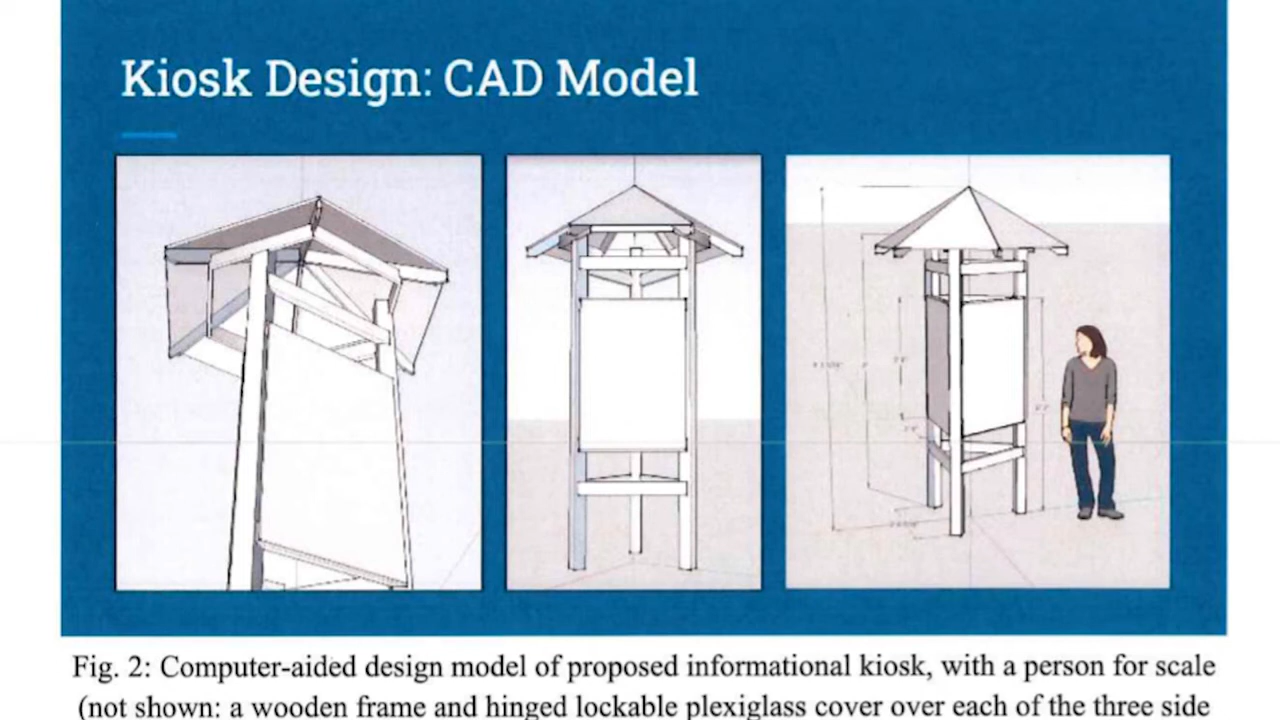 Kiosk Design: CAD Model
Fig. 2: Computer-aided design model of proposed informational kiosk, with a person for scale
(not shown: a wooden frame and hinged lockable plexiglass cover over each of the three side